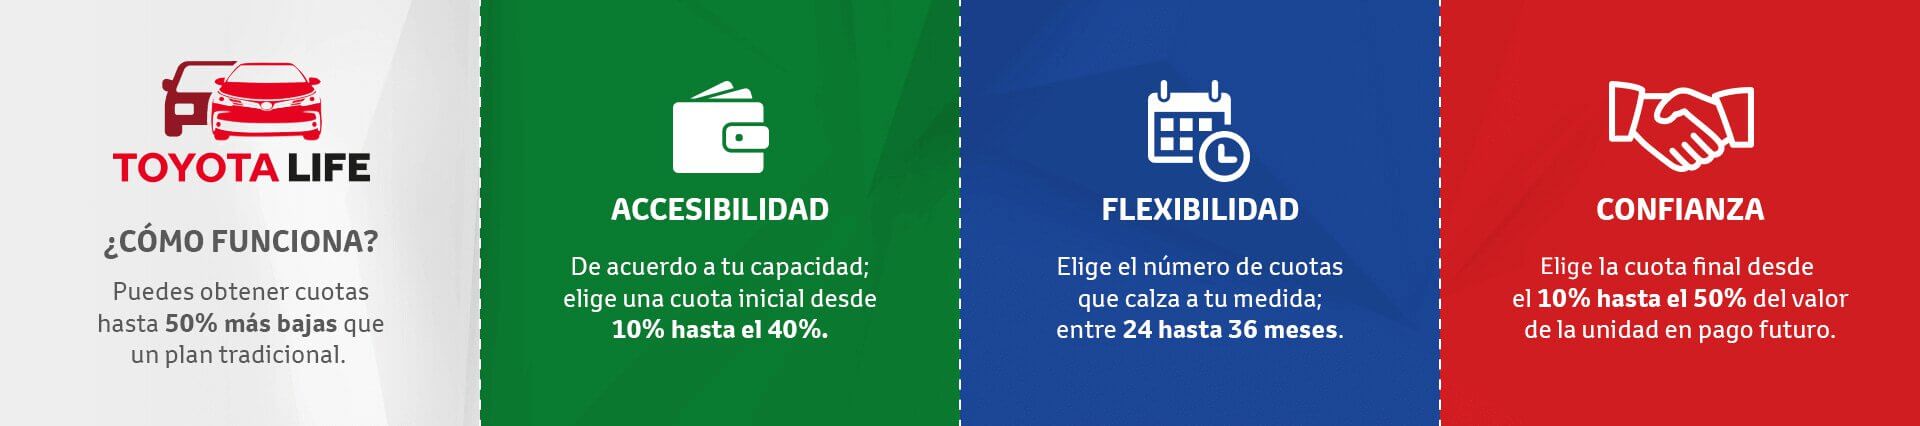 TOYOTA LIFE
¿CÓMO FUNCIONA?
Puedes obtener cuotas
hasta 50% más bajas que
un plan tradicional.
ACCESIBILIDAD
De acuerdo a tu capacidad;
elige una cuota inicial desde
10% hasta el 40%.
FLEXIBILIDAD
Elige el número de cuotas
que calza a tu medida;
entre 24 hasta 36 meses.
CONFIANZA
Elige la cuota final desde
el 10% hasta el 50% del valor
de la unidad en pago futuro.